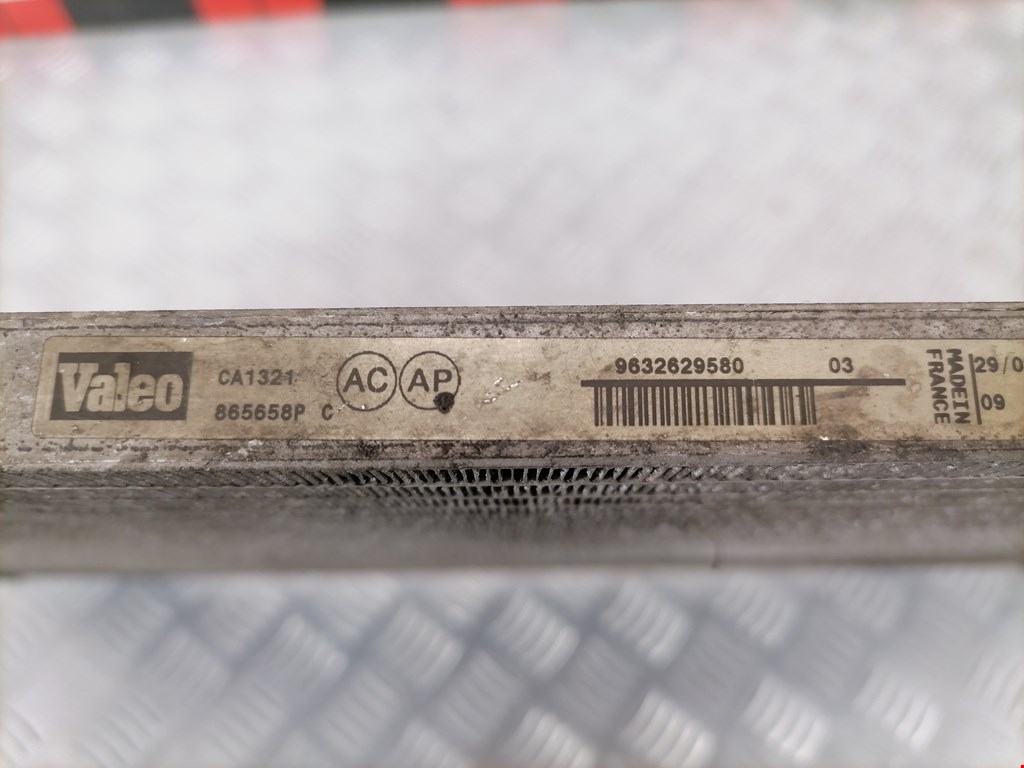 Valeo
CA1321
865658P C
AC AP
9632629580 03
MADE IN
FRANCE
29/0
09